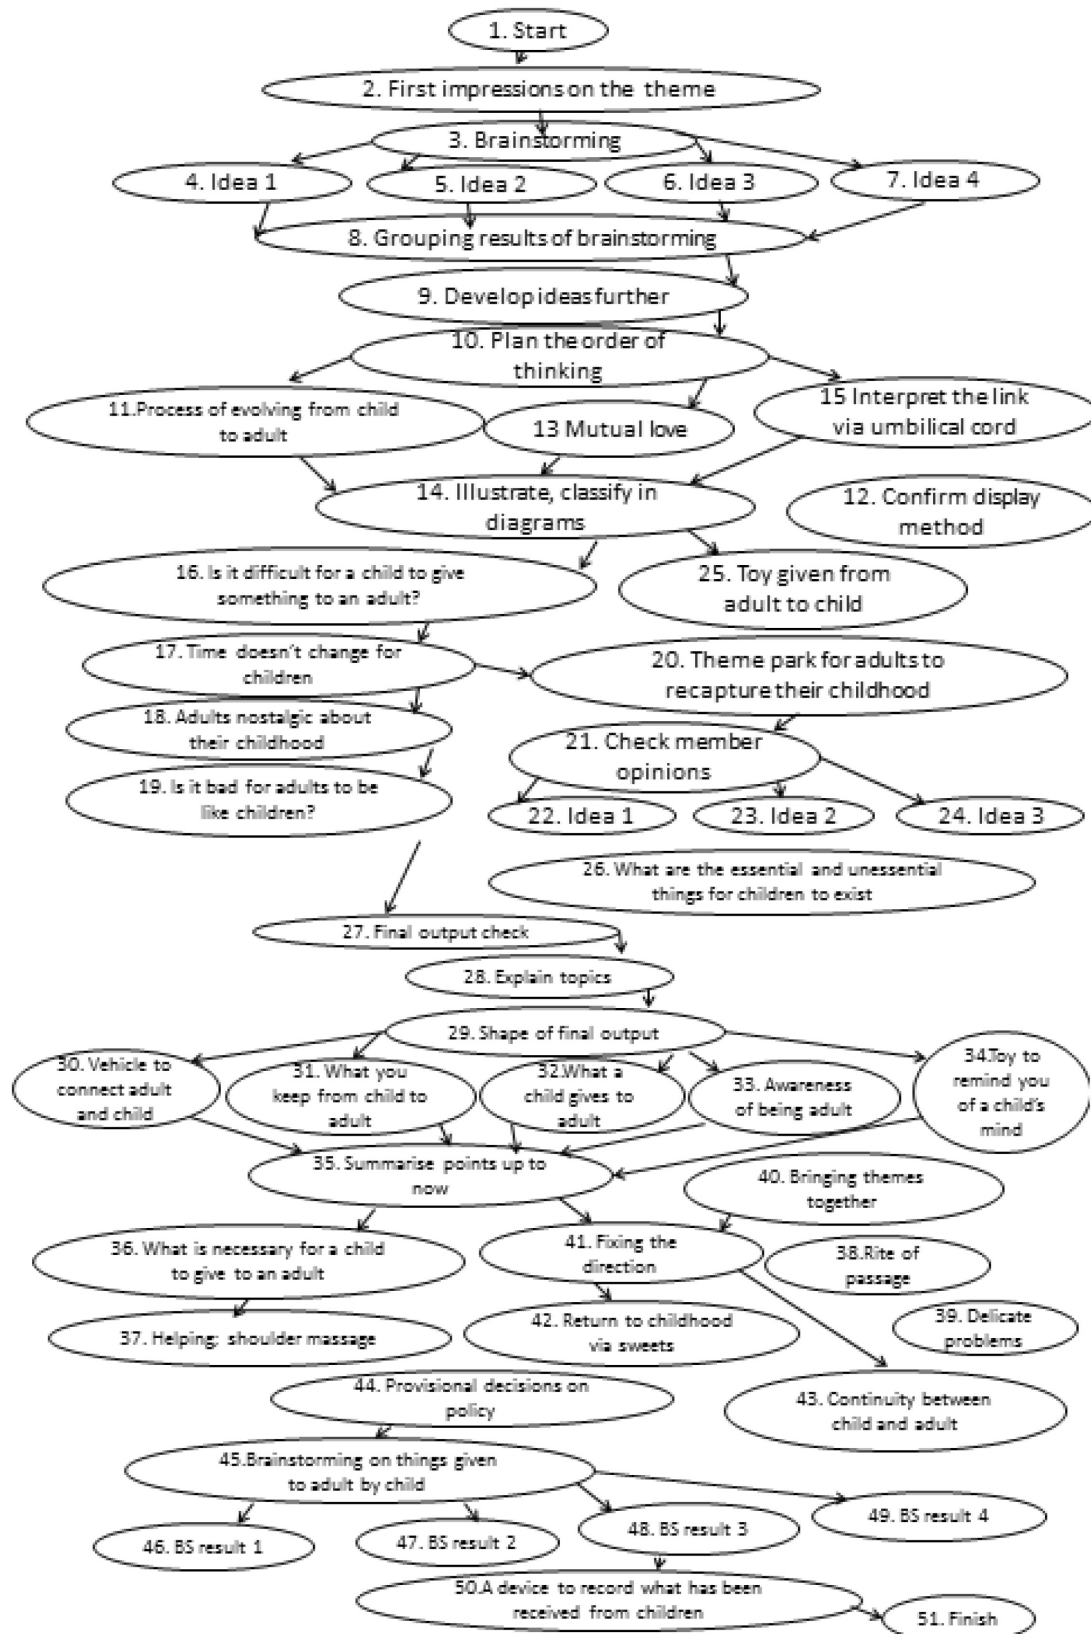 1. Start
2. First impressions on the theme
3. Brainstorming
4. Idea 1
5. Idea 2
6. Idea 3
7. Idea 4
8. Grouping results of brainstorming
9. Develop ideas further
10. Plan the order of
thinking
11.Process of evolving from child
to adult
13 Mutual love
15 Interpret the link
via umbilical cord
14. Illustrate, classify in
diagrams
12. Confirm display
method
16. Is it difficult for a child to give
something to an adult?
25. Toy given from
adult to child
17. Time doesn't change for
children
20. Theme park for adults to
recapture their childhood
18. Adults nostalgic about
their childhood
21. Check member
opinions
19. Is it bad for adults to be
like children?
22. Idea 1
23. Idea 2
24. Idea 3
26. What are the essential and unessential
things for children to exist
27. Final output check
28. Explain topics
29. Shape of final output
30. Vehicle to
connect adult
and child
31. What you
keep from child to
adult
32.What a
child gives to
adult
33. Awareness
of being adult
34.Toy to
remind you
of a child's
mind
35. Summarise points up to
now
40. Bringing themes
together
36. What is necessary for a child
to give to an adult
41. Fixing the
direction
38.Rite of
passage
37. Helping; shoulder massage
42. Return to childhood
via sweets
39. Delicate
problems
44. Provisional decisions on
policy
43. Continuity between
child and adult
45.Brainstorming on things given
to adult by child
46. BS result 1
47. BS result 2
48. BS result 3
49. BS result 4
50.A device to record what has been
received from children
51. Finish